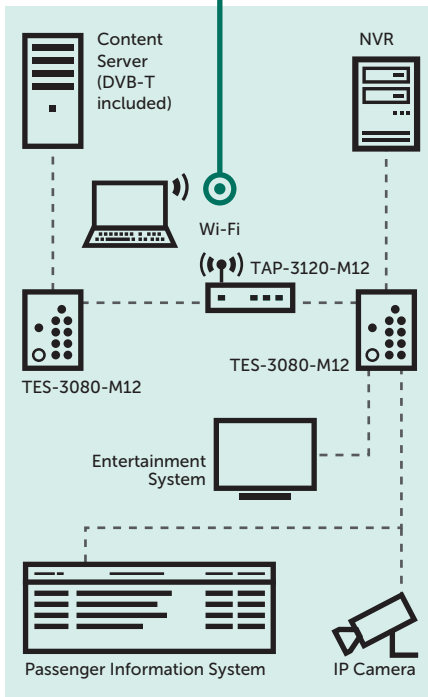 Content
Server
(DVB-T
included)
NVR
Wi-Fi
TAP-3120-M12
TES-3080-M12
TES-3080-M12
Entertainment
System
Passenger Information System
IP Camera